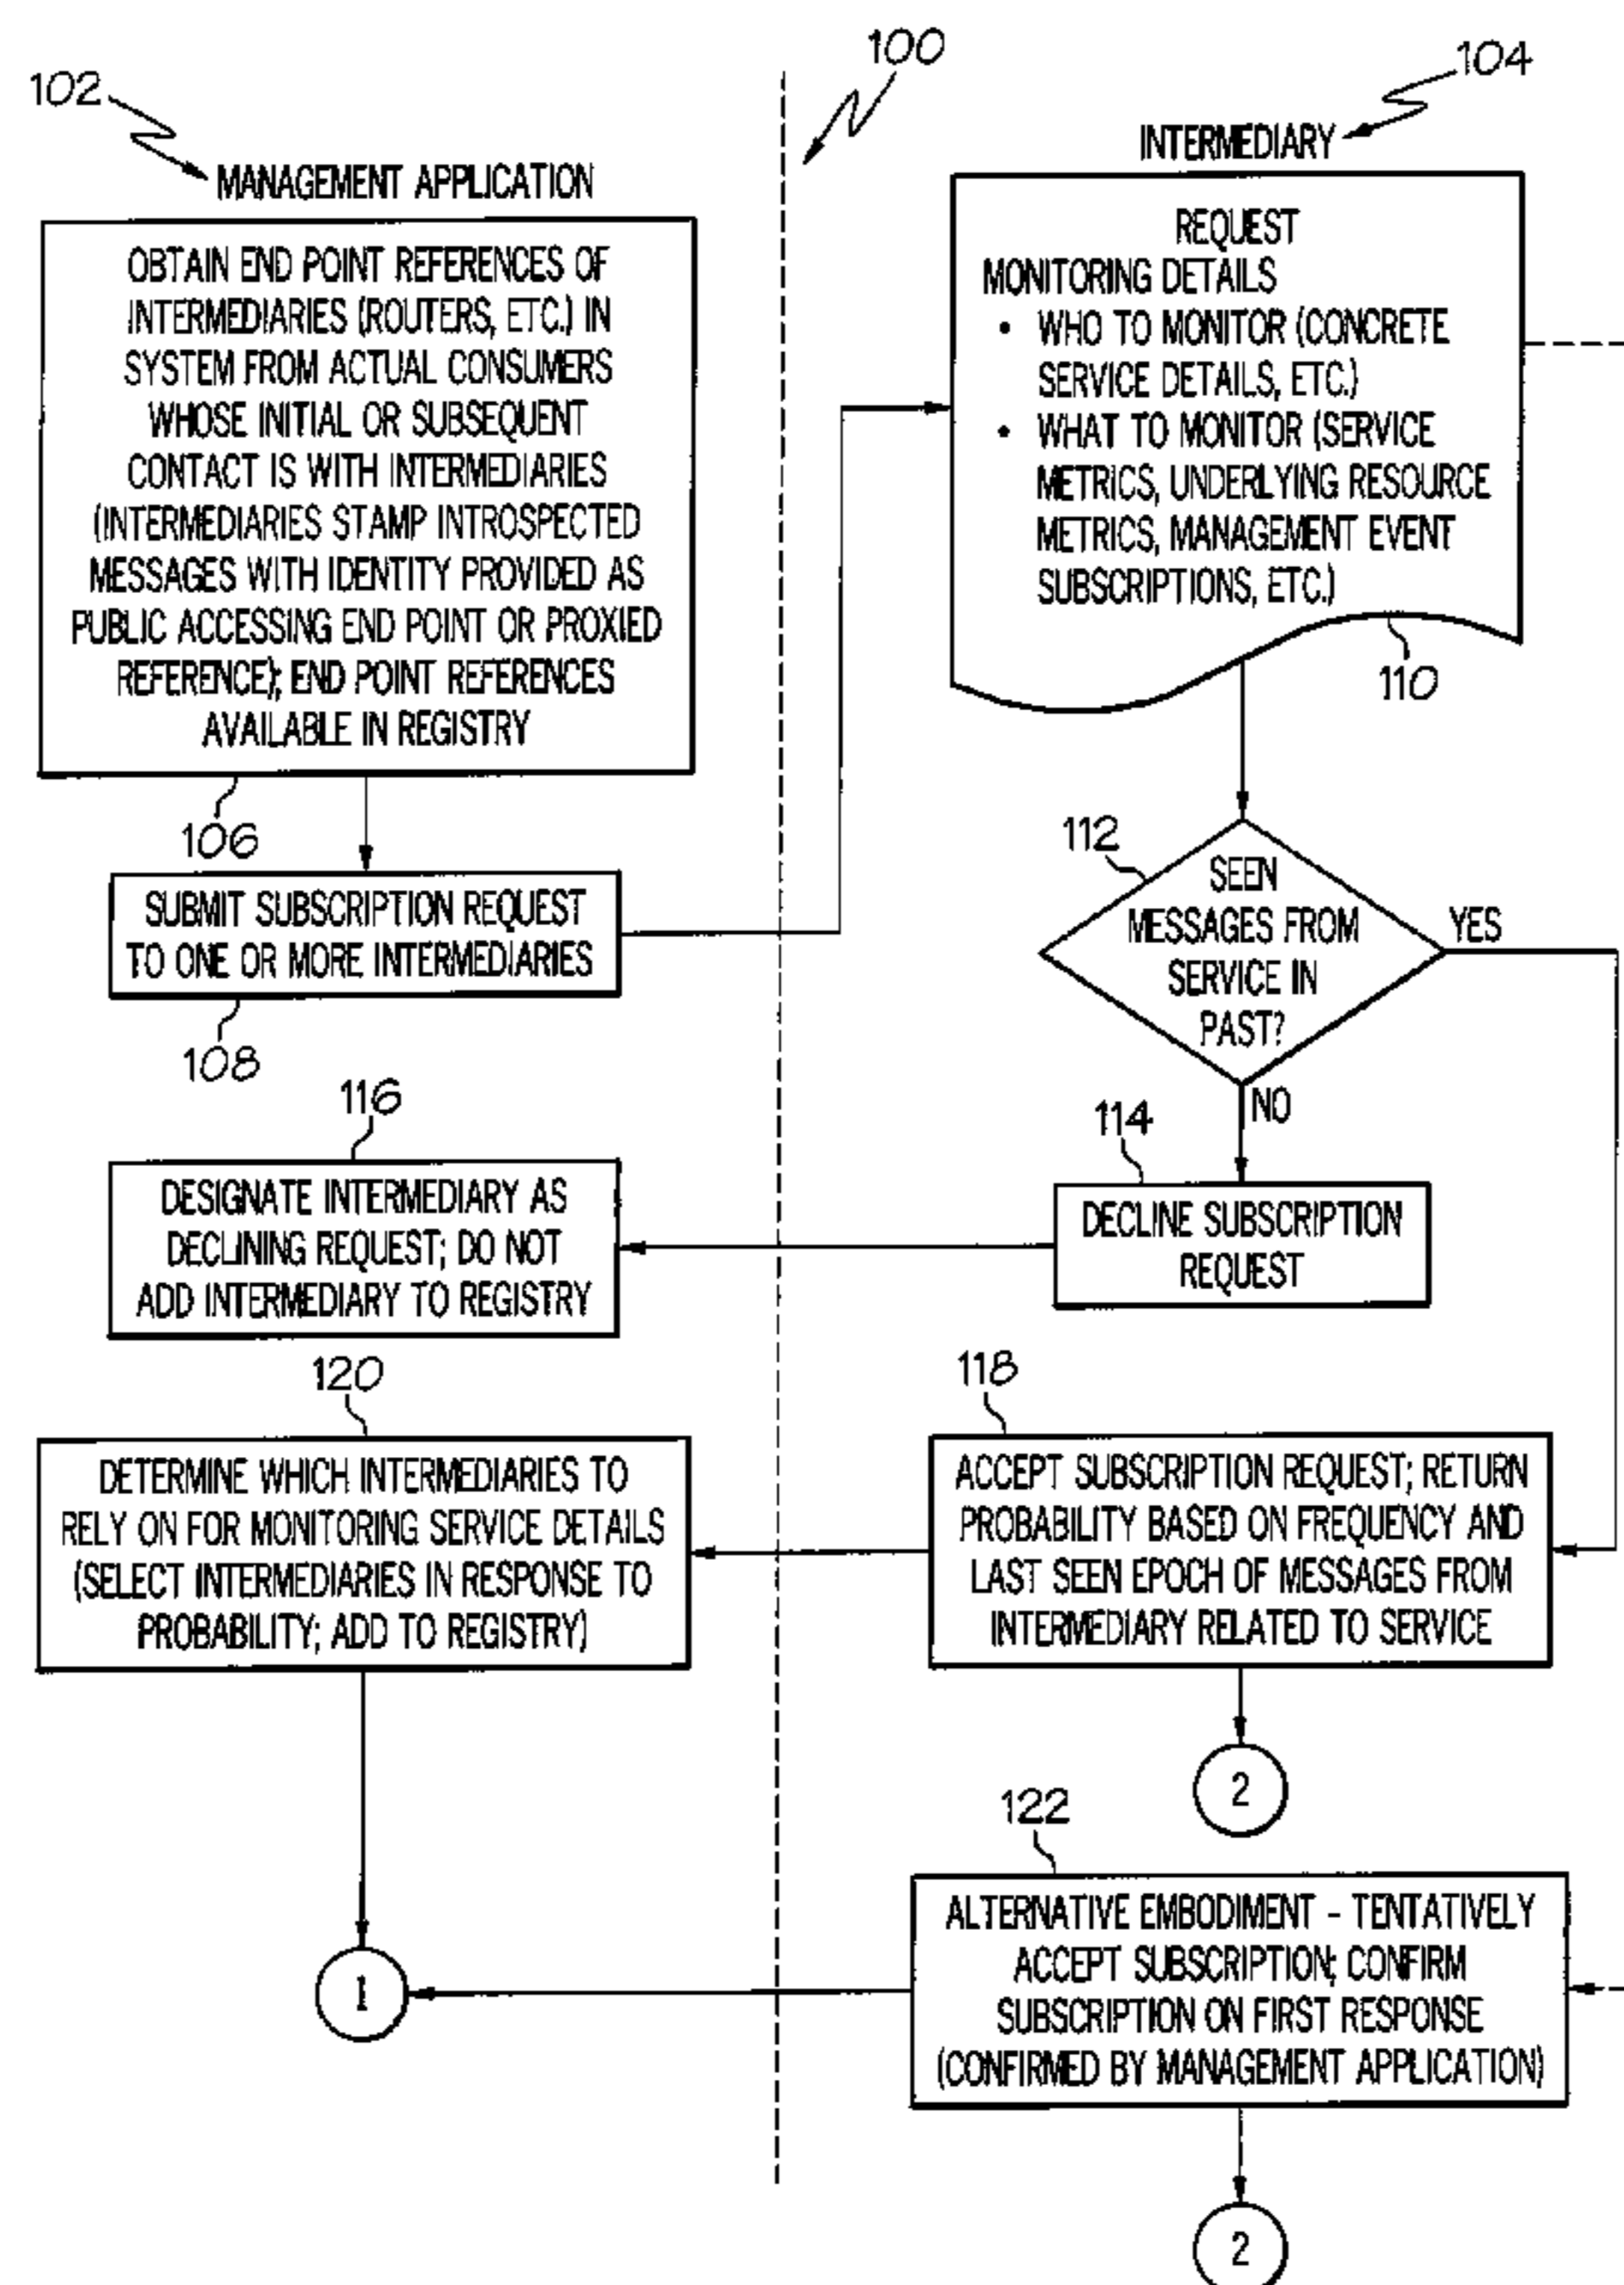 100
102
104
MANAGEMENT APPLICATION
INTERMEDIARY
OBTAIN END POINT REFERENCES OF
INTERMEDIARIES (ROUTERS, ETC.) IN
SYSTEM FROM ACTUAL CONSUMERS
WHOSE INITIAL OR SUBSEQUENT
CONTACT IS WITH INTERMEDIARIES
(INTERMEDIARIES STAMP INTROSPECTED
MESSAGES WITH IDENTITY PROVIDED AS
PUBLIC ACCESSING END POINT OR PROXIED
REFERENCE); END POINT REFERENCES
AVAILABLE IN REGISTRY
106
REQUEST
MONITORING DETAILS
• WHO TO MONITOR (CONCRETE
SERVICE DETAILS, ETC.)
• WHAT TO MONITOR (SERVICE
METRICS, UNDERLYING RESOURCE
METRICS, MANAGEMENT EVENT
SUBSCRIPTIONS, ETC.)
110
SUBMIT SUBSCRIPTION REQUEST
TO ONE OR MORE INTERMEDIARIES
108
112
SEEN
MESSAGES FROM
SERVICE IN
PAST?
YES
NO
114
DECLINE SUBSCRIPTION
REQUEST
116
DESIGNATE INTERMEDIARY AS
DECLINING REQUEST; DO NOT
ADD INTERMEDIARY TO REGISTRY
118
ACCEPT SUBSCRIPTION REQUEST; RETURN
PROBABILITY BASED ON FREQUENCY AND
LAST SEEN EPOCH OF MESSAGES FROM
INTERMEDIARY RELATED TO SERVICE
2
120
DETERMINE WHICH INTERMEDIARIES TO
RELY ON FOR MONITORING SERVICE DETAILS
(SELECT INTERMEDIARIES IN RESPONSE TO
PROBABILITY; ADD TO REGISTRY)
1
122
ALTERNATIVE EMBODIMENT - TENTATIVELY
ACCEPT SUBSCRIPTION; CONFIRM
SUBSCRIPTION ON FIRST RESPONSE
(CONFIRMED BY MANAGEMENT APPLICATION)
2